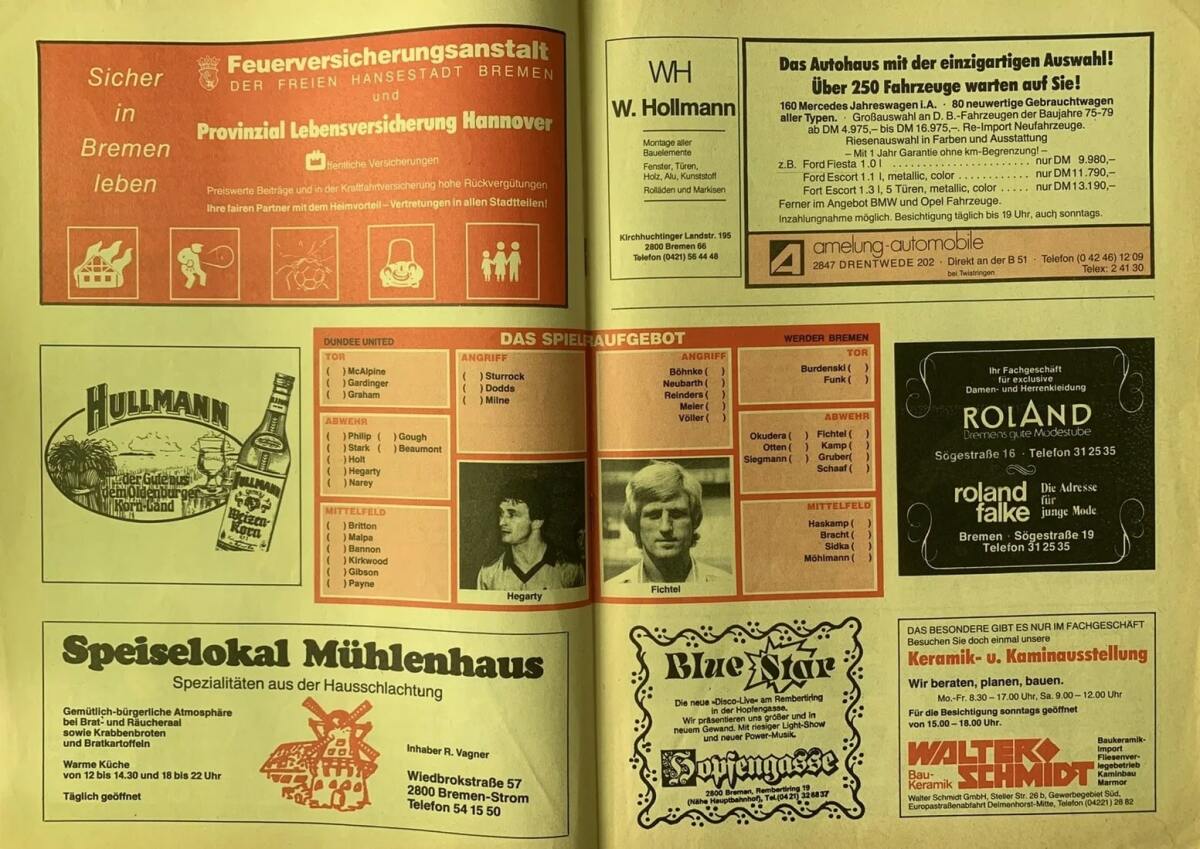 Sicher
in
Bremen
leben
Feuerversicherungsanstalt
DER FREIEN HANSESTADT BREMEN
und
Provinzial Lebensversicherung Hannover
öffentliche Versicherungen
Preiswerte Beiträge und in der Kraftfahrtversicherung hohe Rückvergütungen
Ihre fairen Partner mit dem Heimvorteil – Vertretungen in allen Stadtteilen!
WH
W. Hollmann
Montage aller
Bauelemente
Fenster, Türen,
Holz, Alu, Kunststoff
Rolläden und Markisen
Kirchhuchtinger Landstr. 195
2800 Bremen 66
Telefon (0421) 56 44 48
Das Autohaus mit der einzigartigen Auswahl!
Über 250 Fahrzeuge warten auf Sie!
160 Mercedes Jahreswagen i.A. · 80 neuwertige Gebrauchtwagen
aller Typen. · Großauswahl an D. B.-Fahrzeugen der Baujahre 75-79
ab DM 4.975,– bis DM 16.975,–. Re-Import Neufahrzeuge.
Riesenauswahl in Farben und Ausstattung
– Mit 1 Jahr Garantie ohne km-Begrenzung! –
z.B. Ford Fiesta 1.0 l . . . . . . . . . . . . . . . . . . . . . . nur DM 9.980,–
Ford Escort 1.1 l, metallic, color . . . . . . . . . . . . nur DM 11.790,–
Fort Escort 1.3 l, 5 Türen, metallic, color . . . . . nur DM 13.190,–
Ferner im Angebot BMW und Opel Fahrzeuge.
Inzahlungnahme möglich. Besichtigung täglich bis 19 Uhr, auch sonntags.
amelung-automobile
2847 DRENTWEDE 202 · Direkt an der B 51 · Telefon (0 42 46) 12 09
bei Twistringen
Telex: 2 41 30
HULLMANN
...der Gute aus
dem Oldenburger
Korn-Land
HULLMANN
Weizen-
Korn
DAS SPIELERAUFGEBOT
DUNDEE UNITED
TOR
( ) McAlpine
( ) Gardinger
( ) Graham
ABWEHR
( ) Philip ( ) Gough
( ) Stark ( ) Beaumont
( ) Holt
( ) Hegarty
( ) Narey
MITTELFELD
( ) Britton
( ) Malpa
( ) Bannon
( ) Kirkwood
( ) Gibson
( ) Payne
ANGRIFF
( ) Sturrock
( ) Dodds
( ) Milne
Hegarty
ANGRIFF
Böhnke ( )
Neubarth ( )
Reinders ( )
Meier ( )
Völler ( )
Fichtel
WERDER BREMEN
TOR
Burdenski ( )
Funk ( )
ABWEHR
Okudera ( ) Fichtel ( )
Otten ( ) Kamp ( )
Siegmann ( ) Gruber( )
Schaaf ( )
MITTELFELD
Haskamp ( )
Bracht ( )
Sidka ( )
Möhlmann ( )
Ihr Fachgeschäft
für exclusive
Damen- und Herrenkleidung
ROLAND
Bremens gute Modestube
Sögestraße 16 · Telefon 31 25 35
roland
falke
Die Adresse
für
junge Mode
Bremen · Sögestraße 19
Telefon 31 25 35
Speiselokal Mühlenhaus
Spezialitäten aus der Hausschlachtung
Gemütlich-bürgerliche Atmosphäre
bei Brat- und Räucheraal
sowie Krabbenbroten
und Bratkartoffeln
Warme Küche
von 12 bis 14.30 und 18 bis 22 Uhr
Täglich geöffnet
Inhaber R. Vagner
Wiedbrokstraße 57
2800 Bremen-Strom
Telefon 54 15 50
Blue Star
Die neue »Disco-Live« am Rembertiring
in der Hopfengasse.
Wir präsentieren uns größer und in
neuem Gewand. Mit riesiger Light-Show
und neuer Power-Musik.
Hopfengasse
2800 Bremen, Rembertiring 19
(Nähe Hauptbahnhof), Tel. (04 21) 32 68 37
DAS BESONDERE GIBT ES NUR IM FACHGESCHÄFT
Besuchen Sie doch einmal unsere
Keramik- u. Kaminausstellung
Wir beraten, planen, bauen.
Mo.-Fr. 8.30 – 17.00 Uhr, Sa. 9.00 – 12.00 Uhr
Für die Besichtigung sonntags geöffnet
von 15.00 – 18.00 Uhr.
WALTER
Bau-
Keramik
SCHMIDT
Baukeramik-
Import
Fliesenver-
legebetrieb
Kaminbau
Marmor
Walter Schmidt GmbH, Steller Str. 26 b, Gewerbegebiet Süd,
Europastraßenabfahrt Delmenhorst-Mitte, Telefon (04221) 28 82